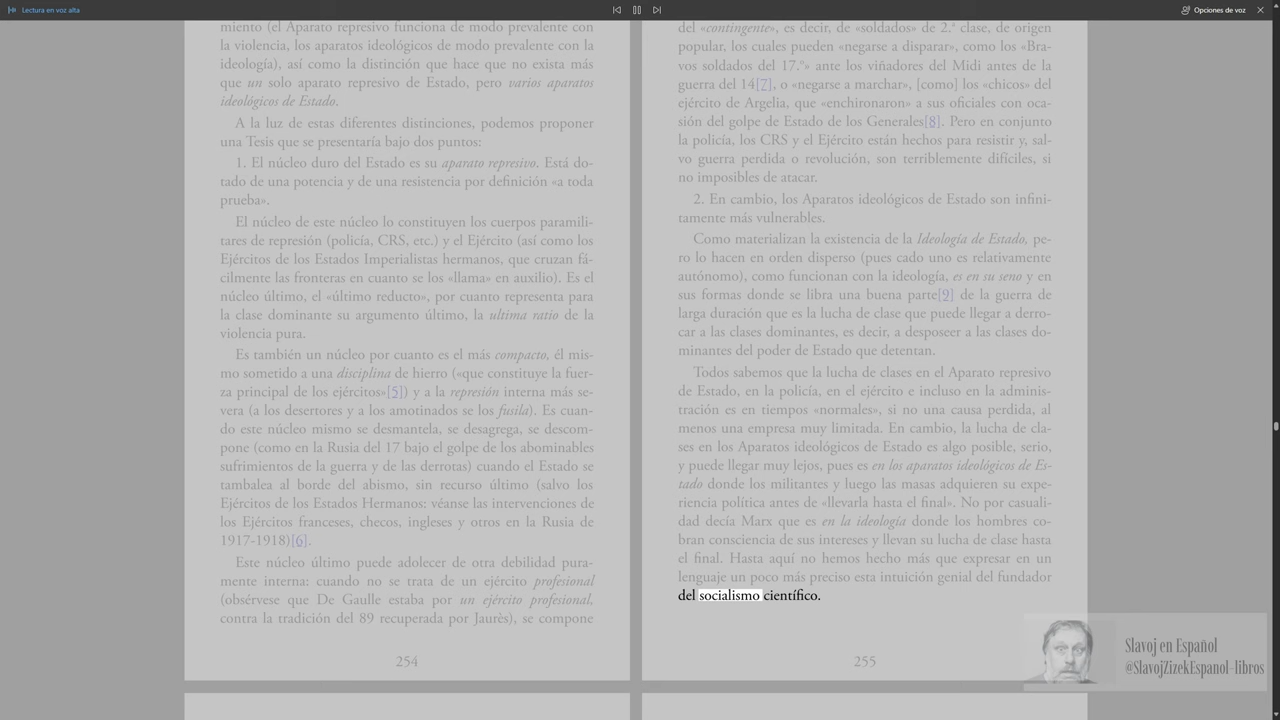 Lectura en voz alta
Opciones de voz
miento (el Aparato represivo funciona de modo prevalente con
la violencia, los aparatos ideológicos de modo prevalente con la
ideología), así como la distinción que hace que no exista más
que un solo aparato represivo de Estado, pero varios aparatos
ideológicos de Estado.
A la luz de estas diferentes distinciones, podemos proponer
una Tesis que se presentaría bajo dos puntos:
1. El núcleo duro del Estado es su aparato represivo. Está do-
tado de una potencia y de una resistencia por definición «a toda
prueba».
El núcleo de este núcleo lo constituyen los cuerpos paramili-
tares de represión (policía, CRS, etc.) y el Ejército (así como los
Ejércitos de los Estados Imperialistas hermanos, que cruzan fá-
cilmente las fronteras en cuanto se los «llama» en auxilio). Es el
núcleo último, el «último reducto», por cuanto representa para
la clase dominante su argumento último, la ultima ratio de la
violencia pura.
Es también un núcleo por cuanto es el más compacto, él mis-
mo sometido a una disciplina de hierro («que constituye la fuer-
za principal de los ejércitos»[5]) y a la represión interna más se-
vera (a los desertores y a los amotinados se los fusila). Es cuan-
do este núcleo mismo se desmantela, se desagrega, se descom-
pone (como en la Rusia del 17 bajo el golpe de los abominables
sufrimientos de la guerra y de las derrotas) cuando el Estado se
tambalea al borde del abismo, sin recurso último (salvo los
Ejércitos de los Estados Hermanos: véanse las intervenciones de
los Ejércitos franceses, checos, ingleses y otros en la Rusia de
1917-1918)[6].
Este núcleo último puede adolecer de otra debilidad pura-
mente interna: cuando no se trata de un ejército profesional
(obsérvese que De Gaulle estaba por un ejército profesional,
contra la tradición del 89 recuperada por Jaurès), se compone
254
del «contingente», es decir, de «soldados» de 2.ª clase, de origen
popular, los cuales pueden «negarse a disparar», como los «Bra-
vos soldados del 17.º» ante los viñadores del Midi antes de la
guerra del 14[7], o «negarse a marchar», [como] los «chicos» del
ejército de Argelia, que «enchironaron» a sus oficiales con oca-
sión del golpe de Estado de los Generales[8]. Pero en conjunto
la policía, los CRS y el Ejército están hechos para resistir y, sal-
vo guerra perdida o revolución, son terriblemente difíciles, si
no imposibles de atacar.
2. En cambio, los Aparatos ideológicos de Estado son infini-
tamente más vulnerables.
Como materializan la existencia de la Ideología de Estado, pe-
ro lo hacen en orden disperso (pues cada uno es relativamente
autónomo), como funcionan con la ideología, es en su seno y en
sus formas donde se libra una buena parte[9] de la guerra de
larga duración que es la lucha de clase que puede llegar a derro-
car a las clases dominantes, es decir, a desposeer a las clases do-
minantes del poder de Estado que detentan.
Todos sabemos que la lucha de clases en el Aparato represivo
de Estado, en la policía, en el ejército e incluso en la adminis-
tración es en tiempos «normales», si no una causa perdida, al
menos una empresa muy limitada. En cambio, la lucha de cla-
ses en los Aparatos ideológicos de Estado es algo posible, serio,
y puede llegar muy lejos, pues es en los aparatos ideológicos de Es-
tado donde los militantes y luego las masas adquieren su expe-
riencia política antes de «llevarla hasta el final». No por casuali-
dad decía Marx que es en la ideología donde los hombres co-
bran consciencia de sus intereses y llevan su lucha de clase hasta
el final. Hasta aquí no hemos hecho más que expresar en un
lenguaje un poco más preciso esta intuición genial del fundador
del socialismo científico.
255
Slavoj en Español
@SlavojZizekEspanol-libros